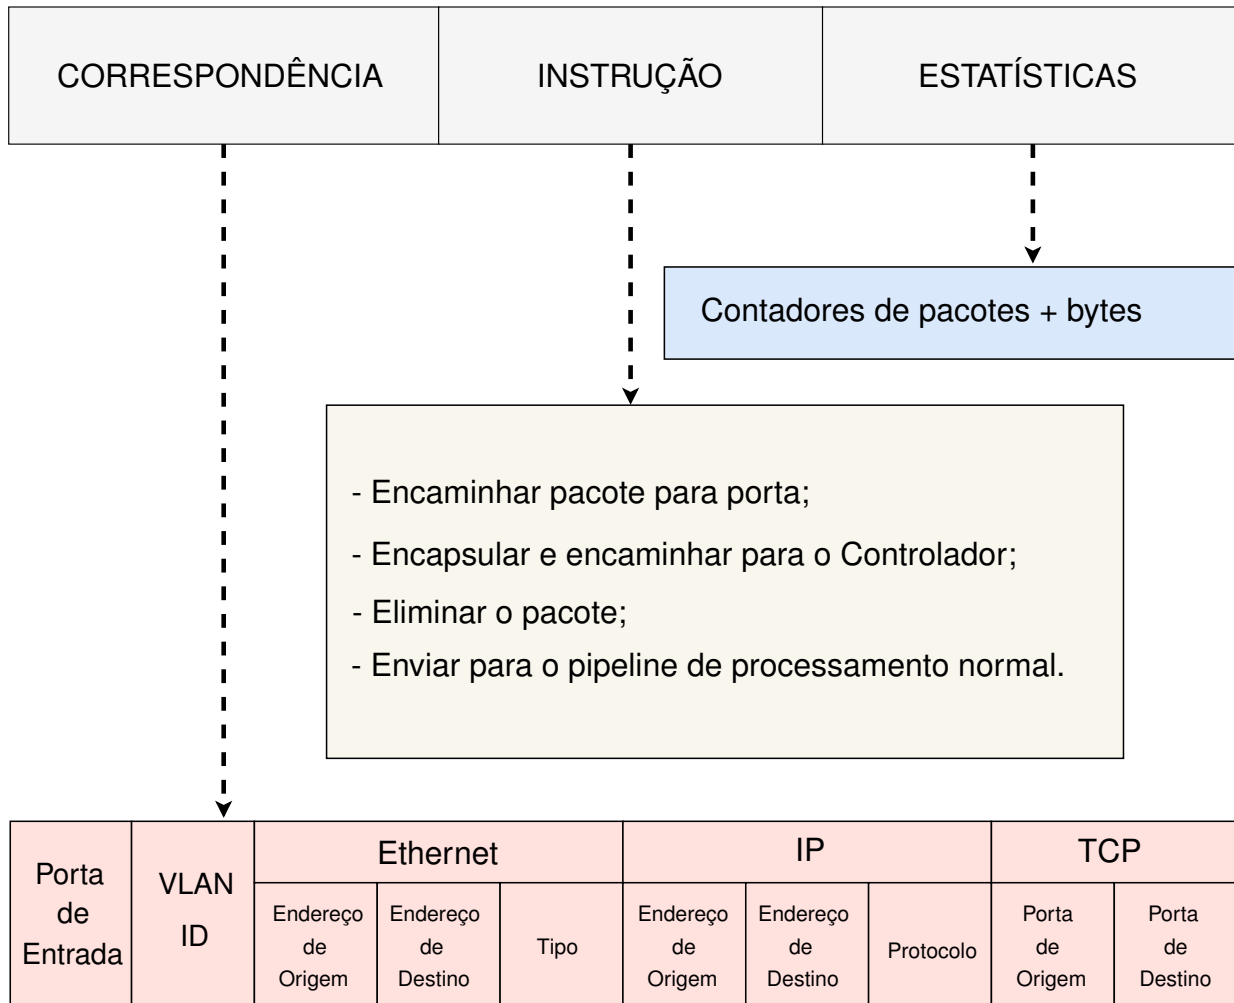 CORRESPONDÊNCIA
INSTRUÇÃO
ESTATÍSTICAS
Contadores de pacotes + bytes
- Encaminhar pacote para porta;
- Encapsular e encaminhar para o Controlador;
- Eliminar o pacote;
- Enviar para o pipeline de processamento normal.
Porta
de
Entrada
VLAN
ID
Ethernet
Endereço
de
Origem
Endereço
de
Destino
Tipo
IP
Endereço
de
Origem
Endereço
de
Destino
Protocolo
TCP
Porta
de
Origem
Porta
de
Destino